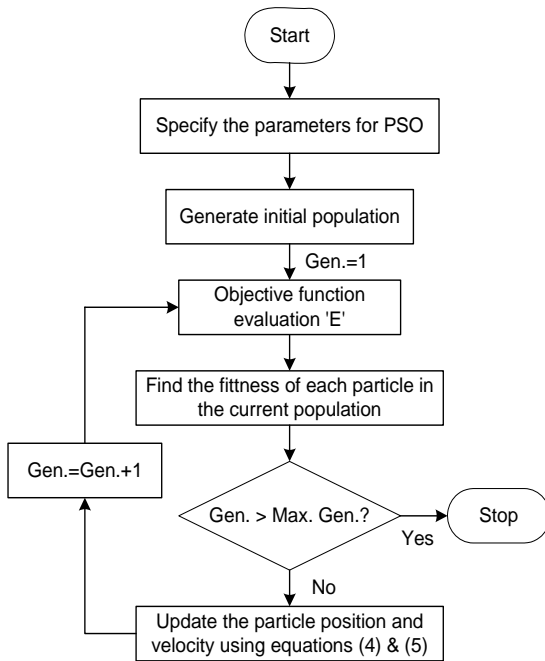 Start
Specify the parameters for PSO
Generate initial population
Gen.=1
Objective function
evaluation 'E'
Find the fittness of each particle in
the current population
Gen.=Gen.+1
Gen. > Max. Gen.?
Stop
Yes
No
Update the particle position and
velocity using equations (4) & (5)